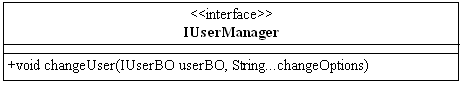 <<interface>>
IUserManager
+void changeUser(IUserBO userBO, String...changeOptions)